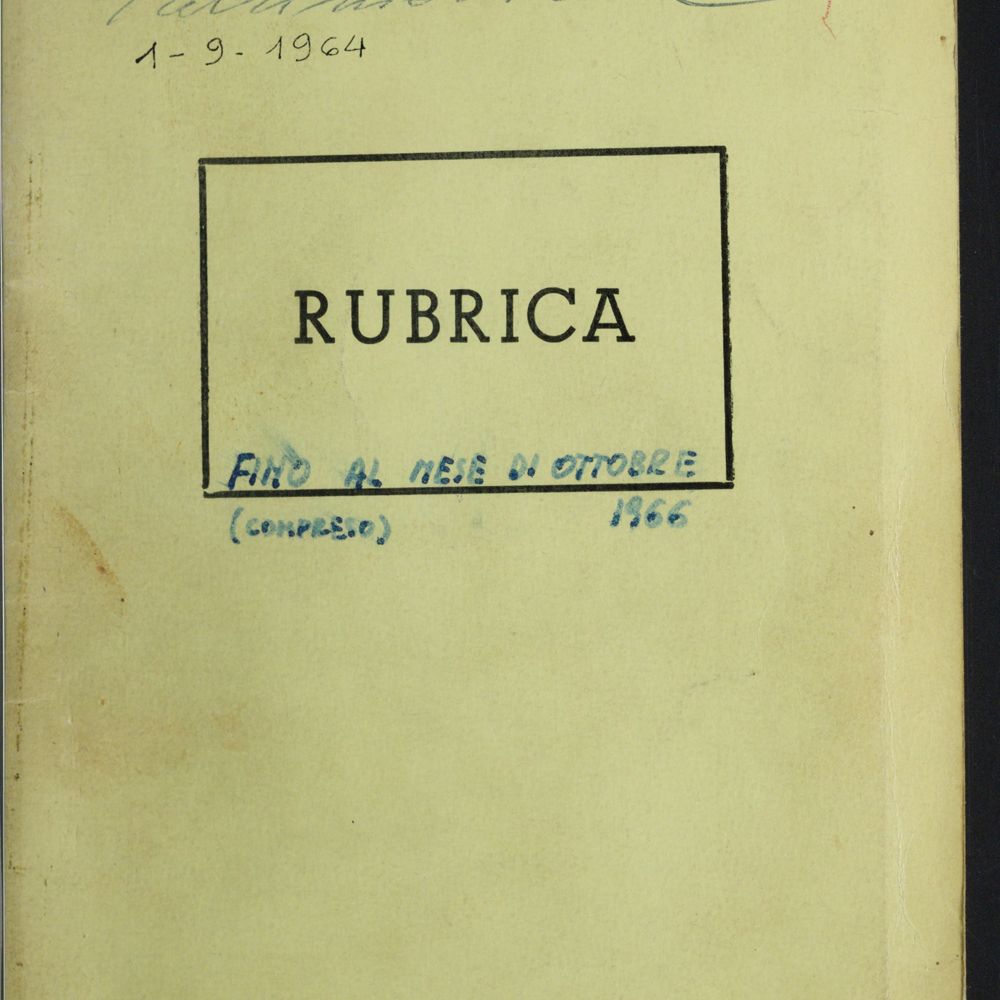 1-9-1964
RUBRICA
FINO AL MESE DI OTTOBRE
(COMPRESO) 1966